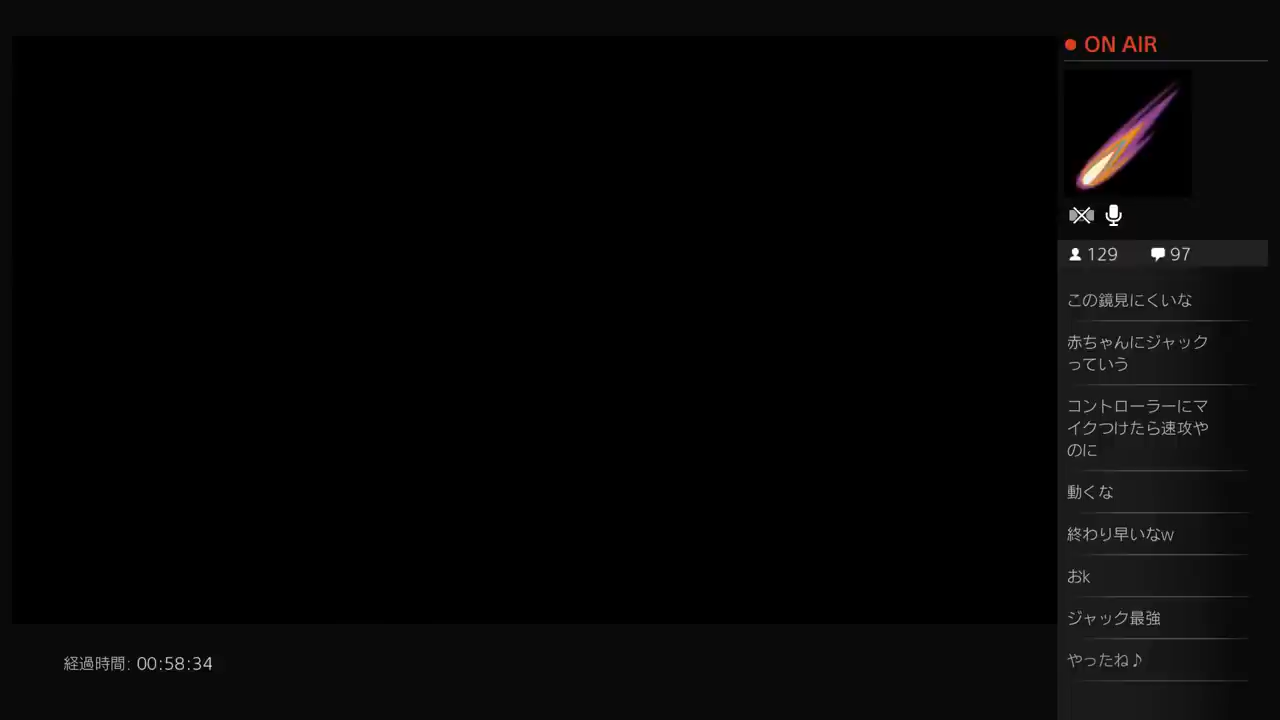 ON AIR
129 97
この鏡見にくいな
赤ちゃんにジャック
っていう
コントローラーにマ
イクつけたら速攻や
のに
動くな
終わり早いなw
おk
ジャック最強
やったね♪
経過時間: 00:58:34